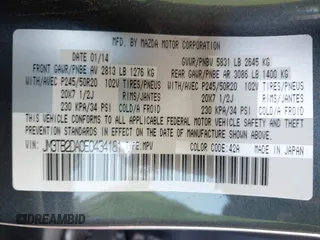 MFD. BY MAZDA MOTOR CORPORATION
DATE 01/14 GVWR/PNBV 5831 LB 2645 KG
FRONT GAWR/PNBE AV 2813 LB 1276 KG REAR GAWR/PNBE AR. 3086 LB 1400 KG
WITH/AVEC P245/50R20 102V TIRES/PNEUS WITH/AVEC P245/50R20 102V TIRES/PNEUS
20X7 1/2J RIMS/JANTES 20X7 1/2J RIMS/JANTES
230 KPA/34 PSI COLD/A FROID 230 KPA/34 PSI COLD/A FROID
THIS VEHICLE CONFORMS TO ALL APPLICABLE FEDERAL MOTOR VEHICLE SAFETY AND THEFT PREVENTION STANDARDS IN EFFECT ON THE DATE OF MANUFACTURE SHOWN ABOVE.
MPV COLOR CODE: 42A MADE IN JAPAN
DREAMBID